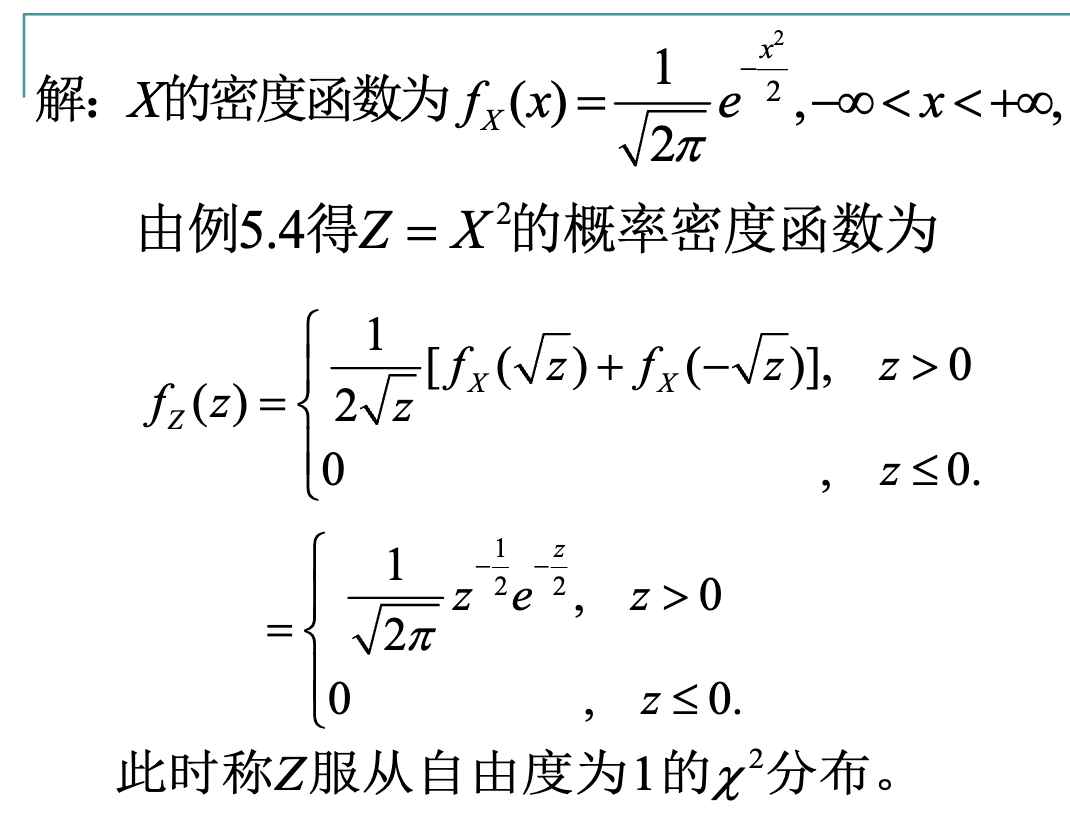 解：X的密度函数为 $f_X(x)=\frac{1}{\sqrt{2\pi}}e^{-\frac{x^2}{2}},-\infty<x<+\infty,$
由例5.4得$Z=X^2$的概率密度函数为
$f_Z(z)=\begin{cases}\frac{1}{2\sqrt{z}}[f_X(\sqrt{z})+f_X(-\sqrt{z})], & z>0\\0, & z\leq 0.\end{cases}$
$=\begin{cases}\frac{1}{\sqrt{2\pi}}z^{-\frac{1}{2}}e^{-\frac{z}{2}}, & z>0\\0, & z\leq 0.\end{cases}$
此时称Z服从自由度为1的$\chi^2$分布。